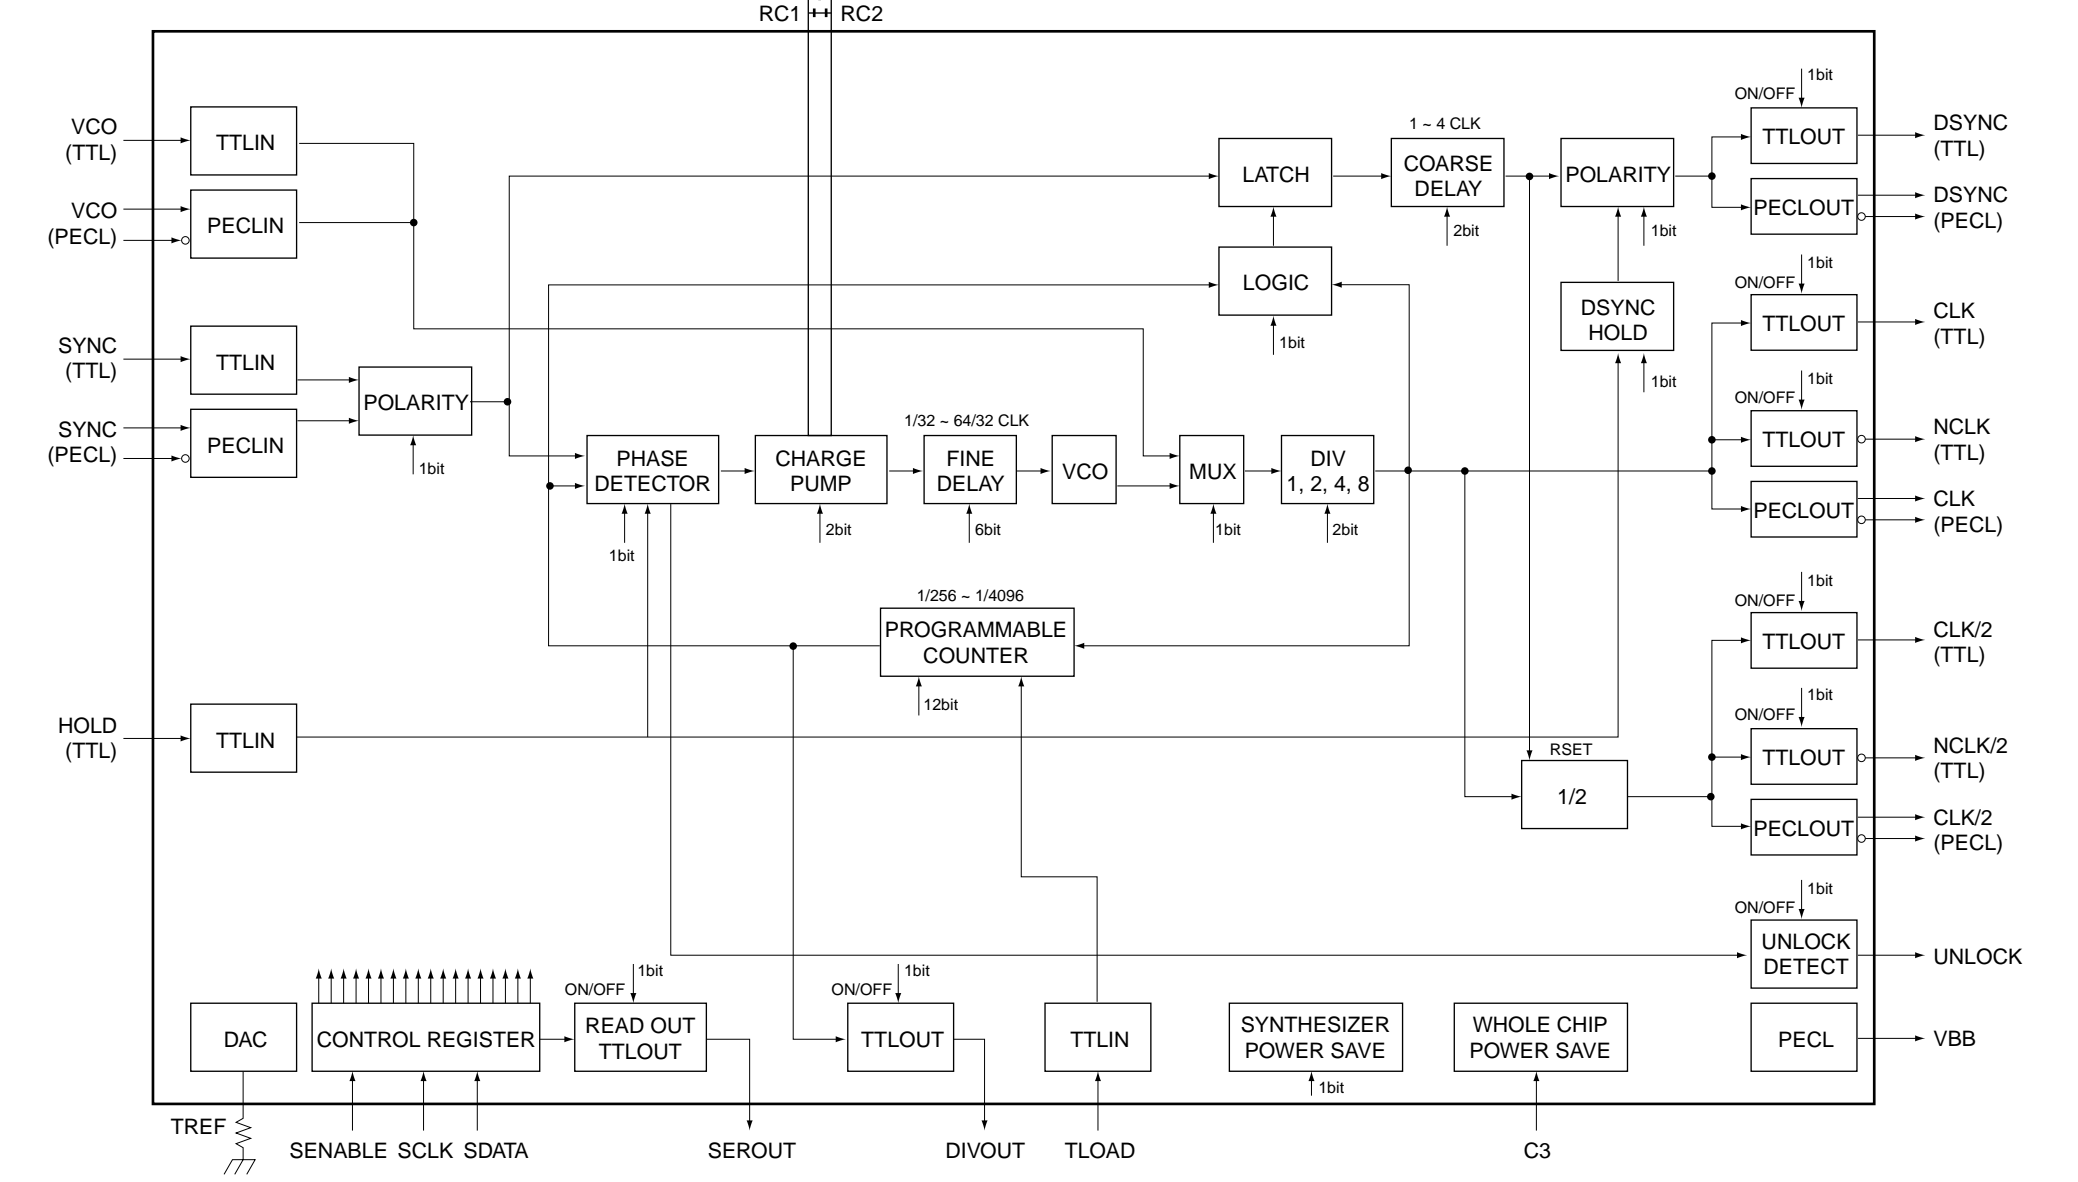 RC1 RC2
1bit
ON/OFF
VCO
(TTL)
TTLIN
1 ~ 4 CLK
LATCH
COARSE
DELAY
POLARITY
TTLOUT
DSYNC
(TTL)
VCO
(PECL)
PECLIN
2bit
1bit
PECLOUT
DSYNC
(PECL)
LOGIC
1bit
DSYNC
HOLD
1bit
1bit
ON/OFF
TTLOUT
CLK
(TTL)
SYNC
(TTL)
TTLIN
POLARITY
1bit
SYNC
(PECL)
PECLIN
1bit
ON/OFF
TTLOUT
NCLK
(TTL)
1/32 ~ 64/32 CLK
PHASE
DETECTOR
CHARGE
PUMP
FINE
DELAY
VCO
MUX
DIV
1, 2, 4, 8
1bit
2bit
6bit
1bit
2bit
PECLOUT
CLK
(PECL)
1/256 ~ 1/4096
PROGRAMMABLE
COUNTER
12bit
1bit
ON/OFF
TTLOUT
CLK/2
(TTL)
HOLD
(TTL)
TTLIN
RSET
1/2
1bit
ON/OFF
TTLOUT
NCLK/2
(TTL)
PECLOUT
CLK/2
(PECL)
1bit
ON/OFF
UNLOCK
DETECT
UNLOCK
DAC
CONTROL REGISTER
1bit
ON/OFF
READ OUT
TTLOUT
1bit
ON/OFF
TTLOUT
TTLIN
SYNTHESIZER
POWER SAVE
1bit
WHOLE CHIP
POWER SAVE
PECL
VBB
TREF
SENABLE SCLK SDATA
SEROUT
DIVOUT
TLOAD
C3